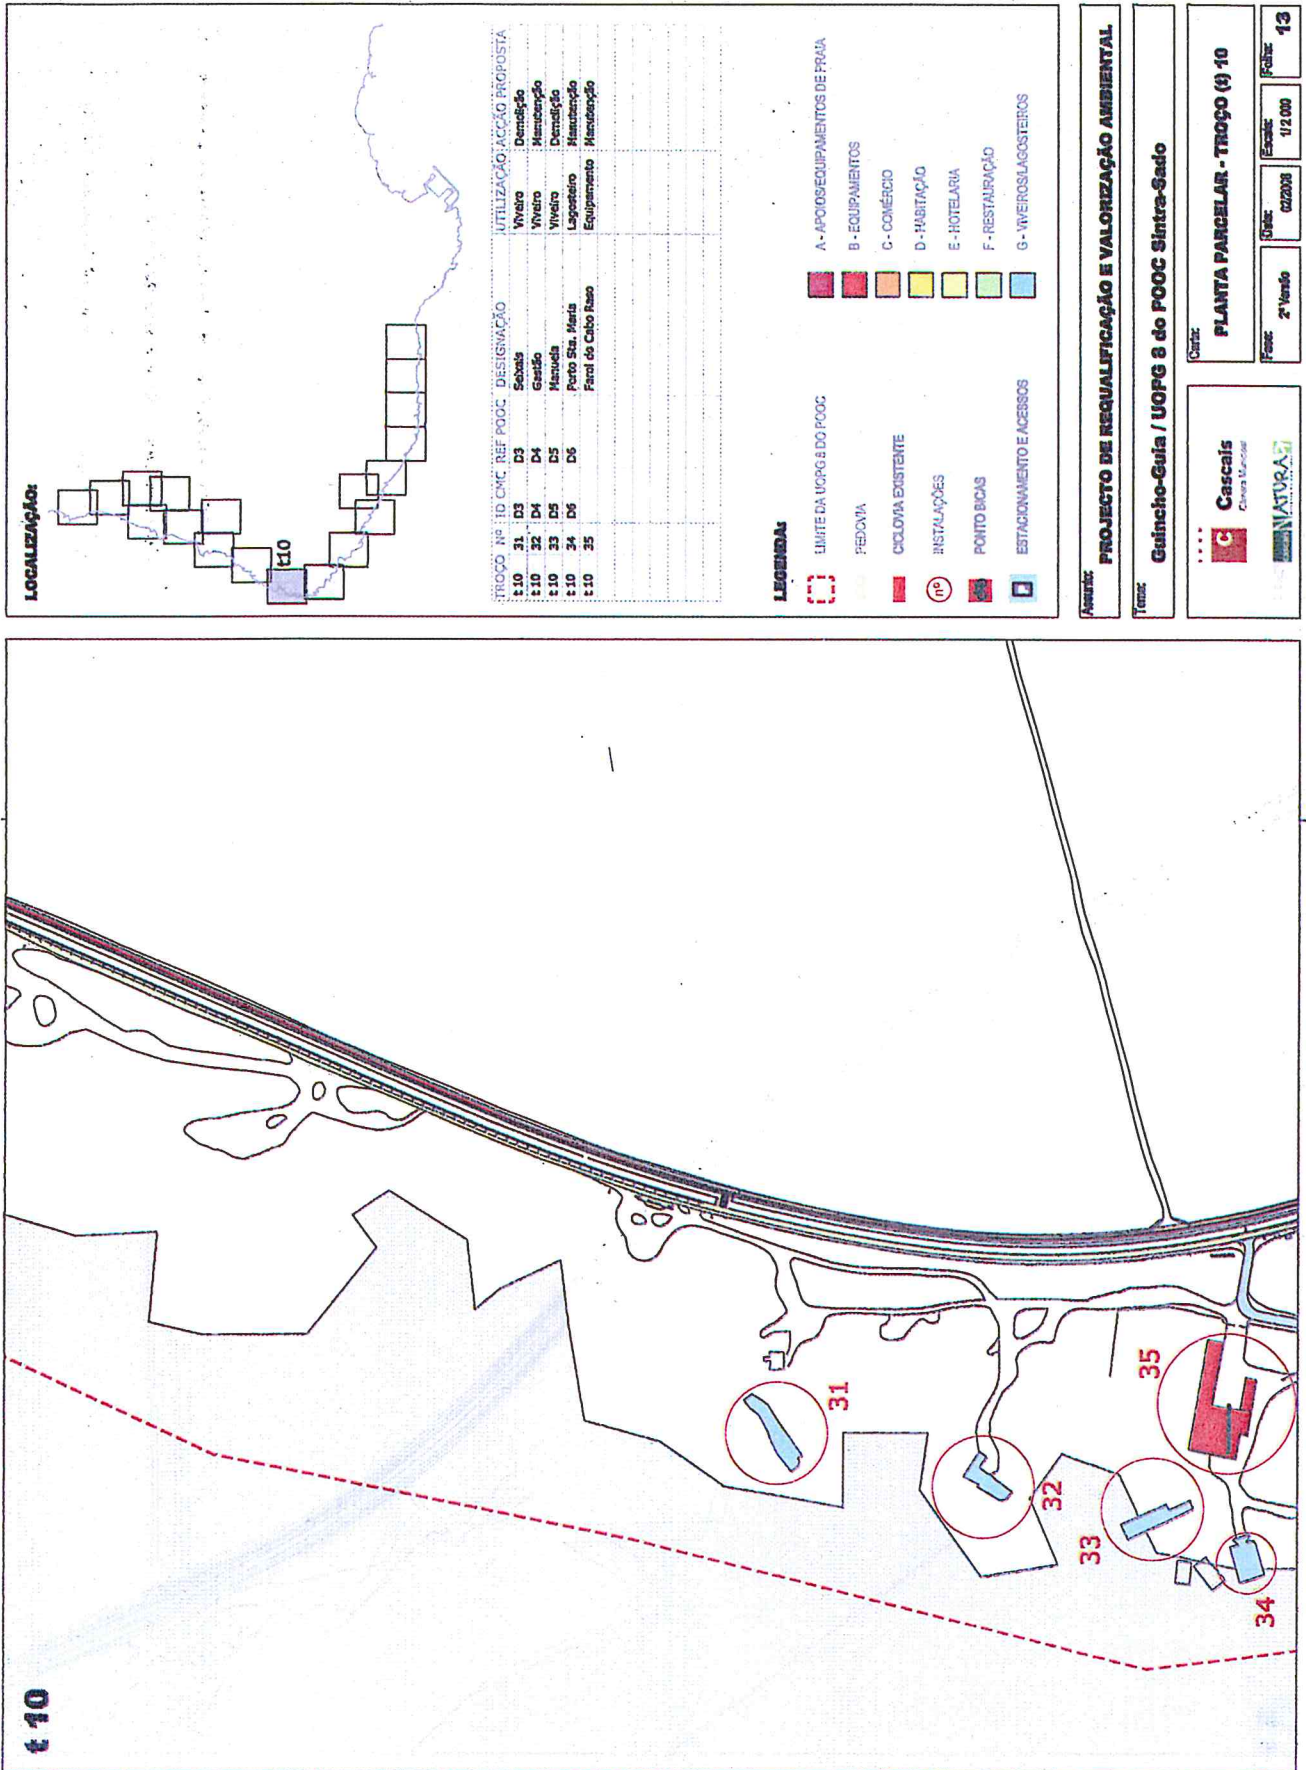 t 10
31
32
33
34
35
LOCALIZAÇÃO:
t10
TROÇO Nº ID CMC REF POOC DESIGNAÇÃO UTILIZAÇÃO ACÇÃO PROPOSTA
t 10 31 D3 D3 Seixais Viveiro Demolição
t 10 32 D4 D4 Gastão Viveiro Manutenção
t 10 33 D5 D5 Manuela Viveiro Demolição
t 10 34 D6 D6 Porto Sta. Maria Lagosteiro Manutenção
t 10 35 Farol do Cabo Raso Equipamento Manutenção
LEGENDA:
LIMITE DA UOPG 8 DO POOC
PEDOVIA
CICLOVIA EXISTENTE
nº INSTALAÇÕES
PONTO BICAS
ESTACIONAMENTO E ACESSOS
A - APOIOS/EQUIPAMENTOS DE PRAIA
B - EQUIPAMENTOS
C - COMÉRCIO
D - HABITAÇÃO
E - HOTELARIA
F - RESTAURAÇÃO
G - VIVEIROS/LAGOSTEIROS
Assunto:
PROJECTO DE REQUALIFICAÇÃO E VALORIZAÇÃO AMBIENTAL
Tema:
Guincho-Guia / UOPG 8 do POOC Sintra-Sado
C Cascais
Câmara Municipal
NATURA
Carta:
PLANTA PARCELAR - TROÇO (t) 10
Fase: 2ª Versão
Data: 02/2008
Escala: 1/2 000
Folha: 13